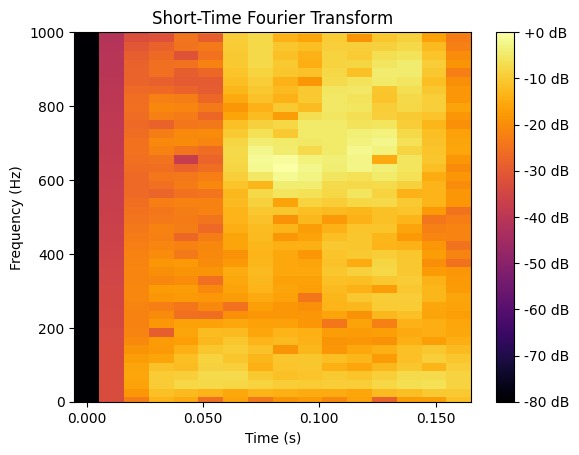 Short-Time Fourier Transform
1000
800
600
400
200
0
Frequency (Hz)
0.000
0.050
0.100
0.150
Time (s)
+0 dB
-10 dB
-20 dB
-30 dB
-40 dB
-50 dB
-60 dB
-70 dB
-80 dB